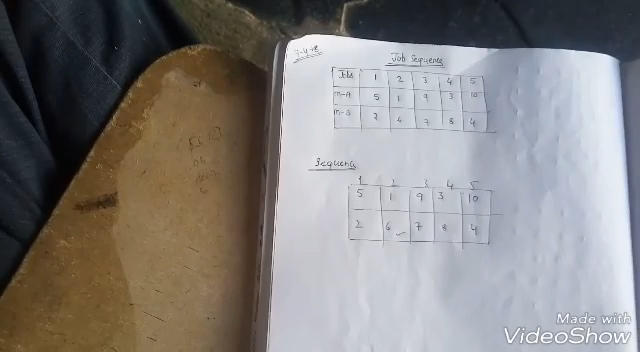 Job Sequence
Jobs 1 2 3 4 5
M-A 5 1 9 3 10
M-B 2 6 7 8 4
Sequence
1 2 3 4 5
5 1 9 3 10
2 6 7 8 4
Made with
VideoShow